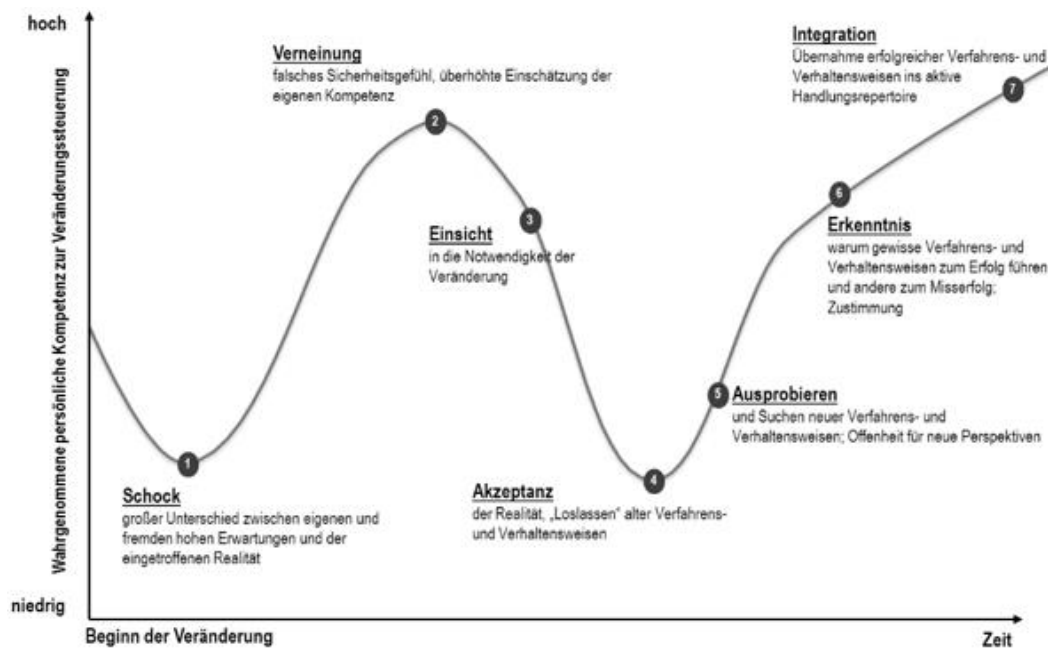 hoch
Wahrgenommene persönliche Kompetenz zur Veränderungssteuerung
niedrig
Beginn der Veränderung
Zeit
1
Schock
großer Unterschied zwischen eigenen und
fremden hohen Erwartungen und der
eingetroffenen Realität
Verneinung
falsches Sicherheitsgefühl, überhöhte Einschätzung der
eigenen Kompetenz
2
3
Einsicht
in die Notwendigkeit der
Veränderung
4
Akzeptanz
der Realität, „Loslassen“ alter Verfahrens-
und Verhaltensweisen
5
Ausprobieren
und Suchen neuer Verfahrens- und
Verhaltensweisen; Offenheit für neue Perspektiven
6
Erkenntnis
warum gewisse Verfahrens- und
Verhaltensweisen zum Erfolg führen
und andere zum Misserfolg;
Zustimmung
Integration
Übernahme erfolgreicher Verfahrens- und
Verhaltensweisen ins aktive
Handlungsrepertoire
7